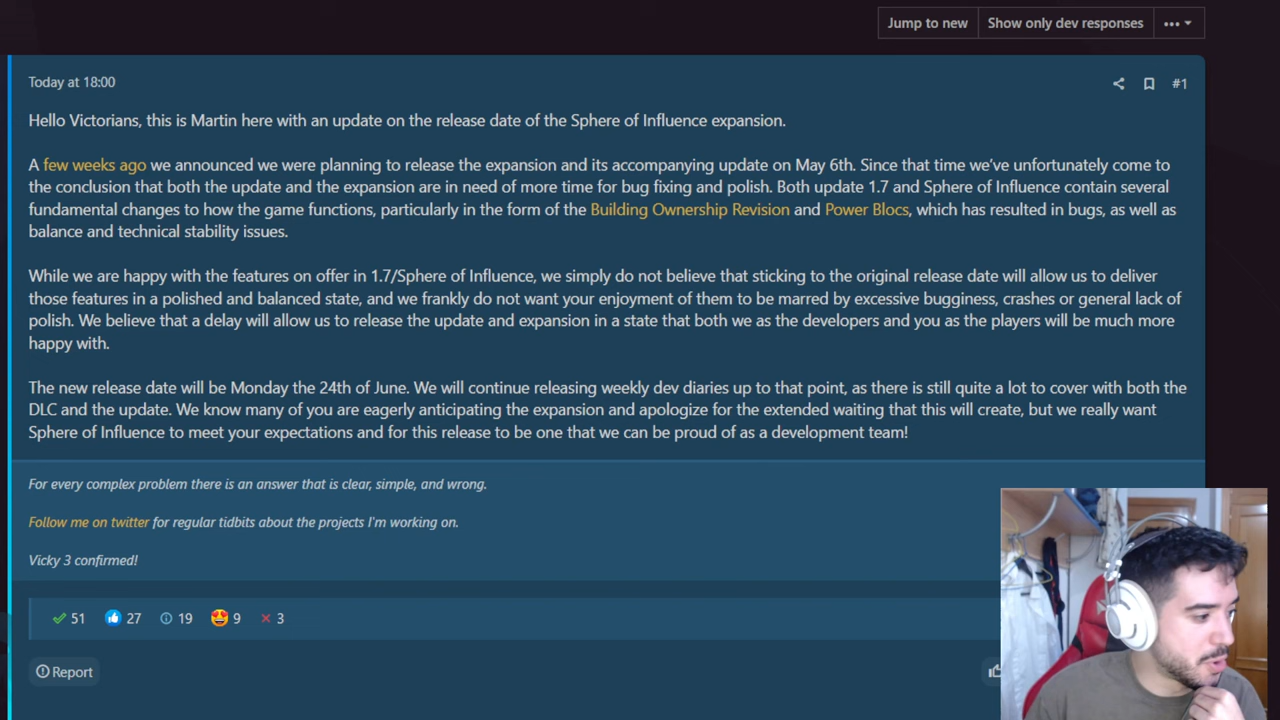 Jump to new
Show only dev responses
Today at 18:00
#1
Hello Victorians, this is Martin here with an update on the release date of the Sphere of Influence expansion.
A few weeks ago we announced we were planning to release the expansion and its accompanying update on May 6th. Since that time we've unfortunately come to
the conclusion that both the update and the expansion are in need of more time for bug fixing and polish. Both update 1.7 and Sphere of Influence contain several
fundamental changes to how the game functions, particularly in the form of the Building Ownership Revision and Power Blocs, which has resulted in bugs, as well as
balance and technical stability issues.
While we are happy with the features on offer in 1.7/Sphere of Influence, we simply do not believe that sticking to the original release date will allow us to deliver
those features in a polished and balanced state, and we frankly do not want your enjoyment of them to be marred by excessive bugginess, crashes or general lack of
polish. We believe that a delay will allow us to release the update and expansion in a state that both we as the developers and you as the players will be much more
happy with.
The new release date will be Monday the 24th of June. We will continue releasing weekly dev diaries up to that point, as there is still quite a lot to cover with both the
DLC and the update. We know many of you are eagerly anticipating the expansion and apologize for the extended waiting that this will create, but we really want
Sphere of Influence to meet your expectations and for this release to be one that we can be proud of as a development team!
For every complex problem there is an answer that is clear, simple, and wrong.
Follow me on twitter for regular tidbits about the projects I'm working on.
Vicky 3 confirmed!
51 27 19 9 3
Report